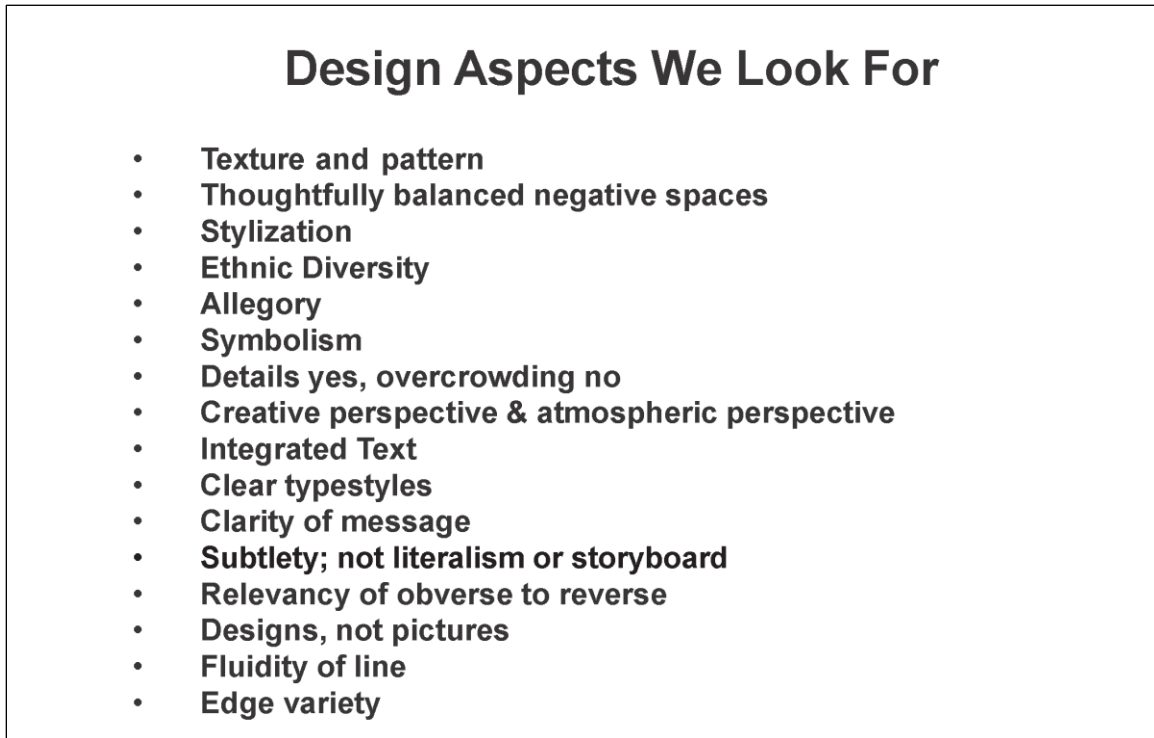 Design Aspects We Look For
• Texture and pattern
• Thoughtfully balanced negative spaces
• Stylization
• Ethnic Diversity
• Allegory
• Symbolism
• Details yes, overcrowding no
• Creative perspective & atmospheric perspective
• Integrated Text
• Clear typestyles
• Clarity of message
• Subtlety; not literalism or storyboard
• Relevancy of obverse to reverse
• Designs, not pictures
• Fluidity of line
• Edge variety